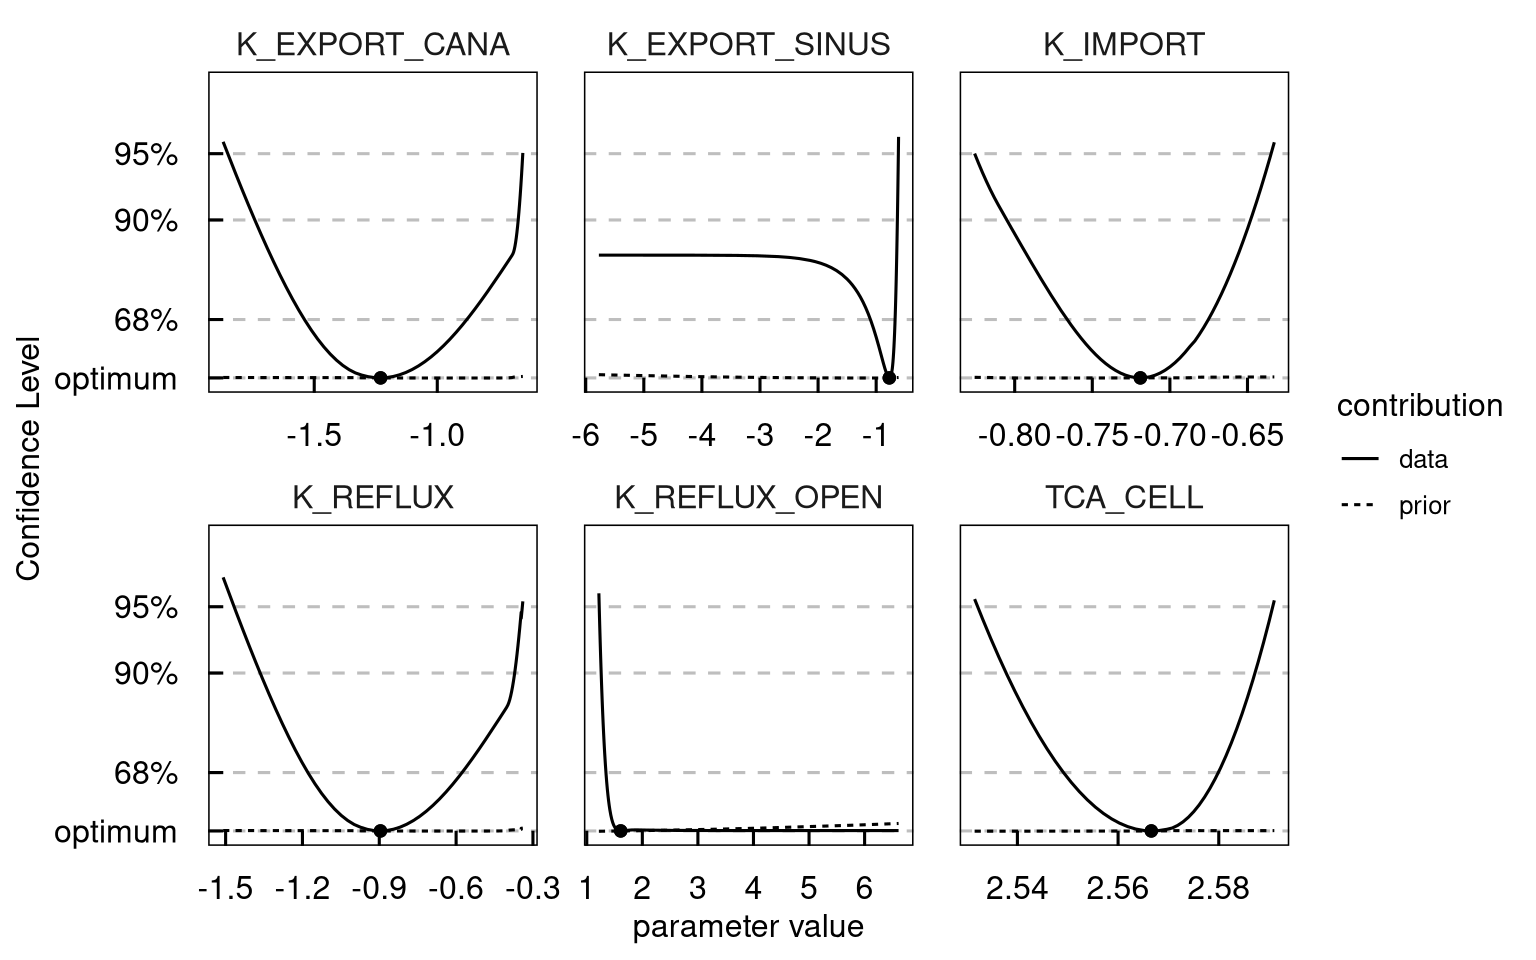 K_EXPORT_CANA K_EXPORT_SINUS K_IMPORT
95%
90%
68%
optimum
-1.5 -1.0
-6 -5 -4 -3 -2 -1
-0.80 -0.75 -0.70 -0.65
K_REFLUX K_REFLUX_OPEN TCA_CELL
95%
90%
68%
optimum
-1.5 -1.2 -0.9 -0.6 -0.3
1 2 3 4 5 6
2.54 2.56 2.58
parameter value
Confidence Level
contribution
data
prior